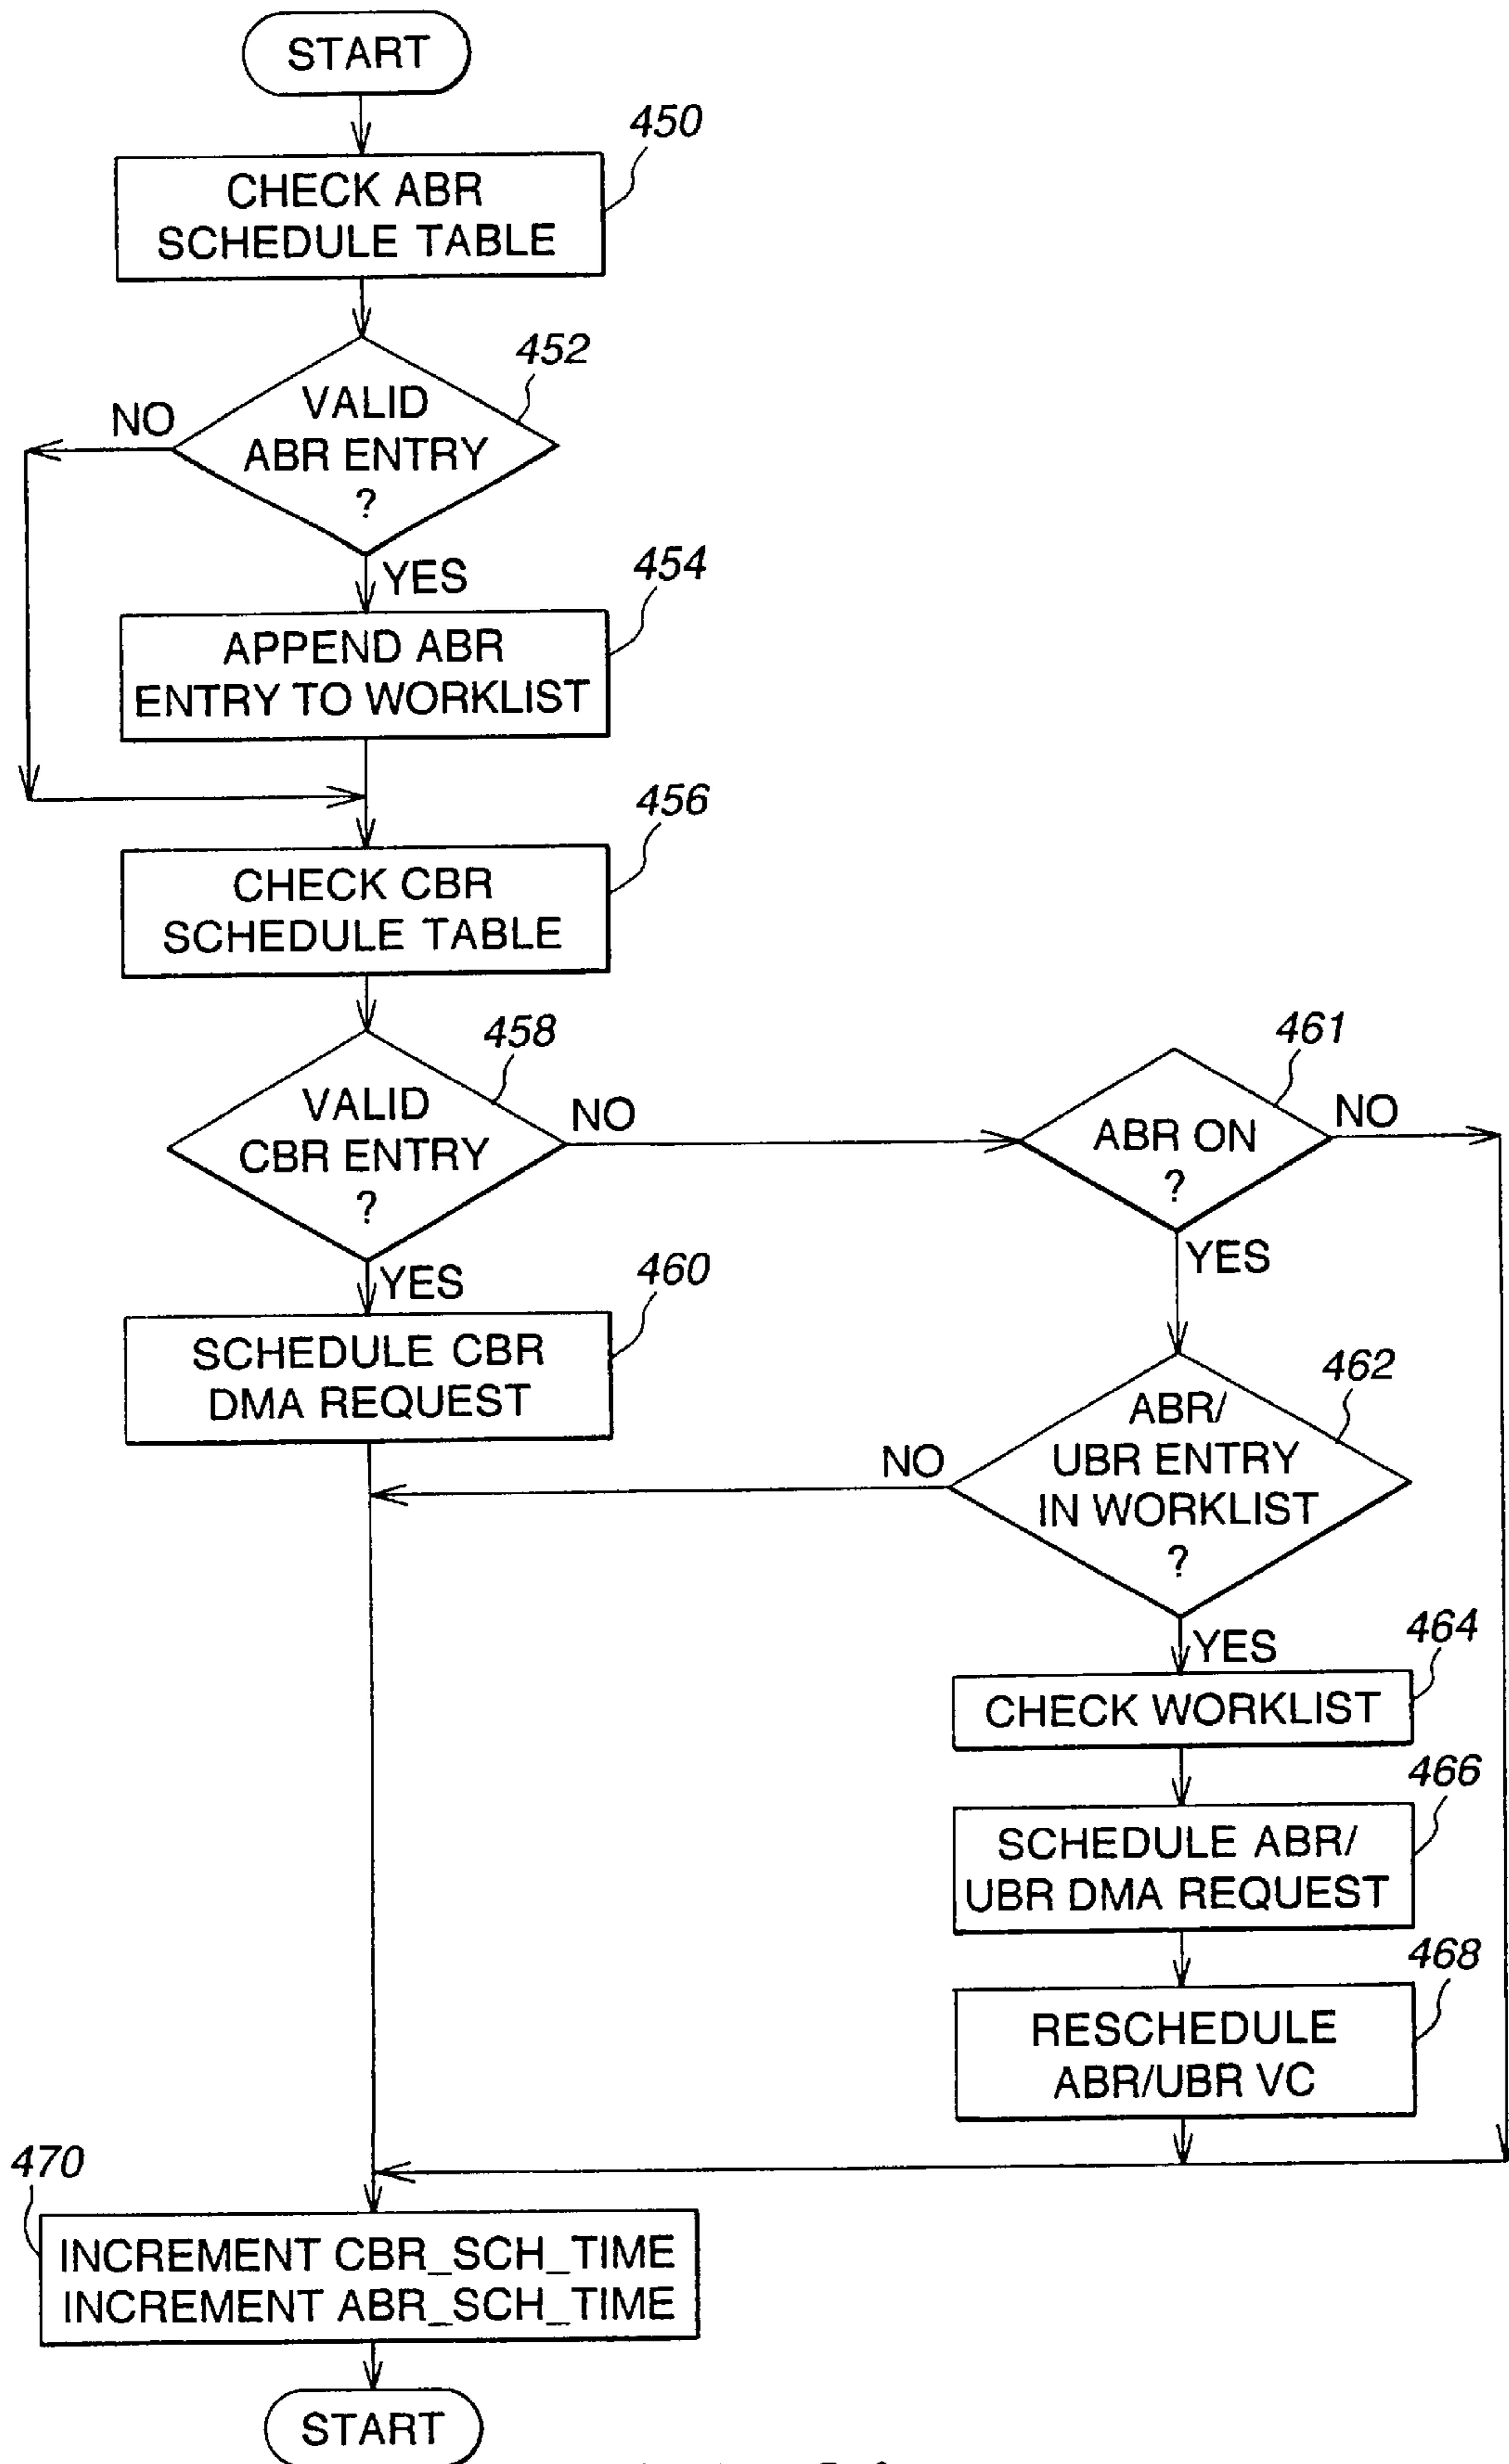 START
450
CHECK ABR
SCHEDULE TABLE
452
NO
VALID
ABR ENTRY
?
YES
454
APPEND ABR
ENTRY TO WORKLIST
456
CHECK CBR
SCHEDULE TABLE
458
VALID
CBR ENTRY
?
NO
461
ABR ON
?
NO
YES
YES
460
SCHEDULE CBR
DMA REQUEST
462
ABR/
UBR ENTRY
IN WORKLIST
?
NO
YES
464
CHECK WORKLIST
466
SCHEDULE ABR/
UBR DMA REQUEST
468
RESCHEDULE
ABR/UBR VC
470
INCREMENT CBR_SCH_TIME
INCREMENT ABR_SCH_TIME
START